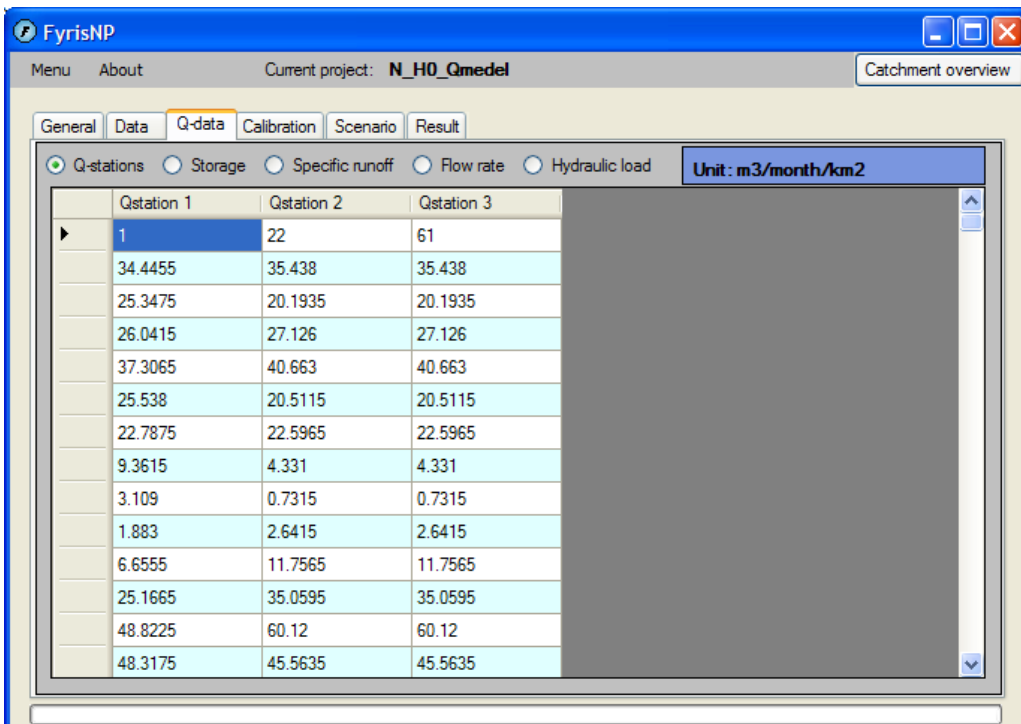 FyrisNP
Menu About Current project: N_H0_Qmedel Catchment overview
General Data Q-data Calibration Scenario Result
Q-stations Storage Specific runoff Flow rate Hydraulic load Unit: m3/month/km2
Qstation 1 Qstation 2 Qstation 3
1 22 61
34.4455 35.438 35.438
25.3475 20.1935 20.1935
26.0415 27.126 27.126
37.3065 40.663 40.663
25.538 20.5115 20.5115
22.7875 22.5965 22.5965
9.3615 4.331 4.331
3.109 0.7315 0.7315
1.883 2.6415 2.6415
6.6555 11.7565 11.7565
25.1665 35.0595 35.0595
48.8225 60.12 60.12
48.3175 45.5635 45.5635